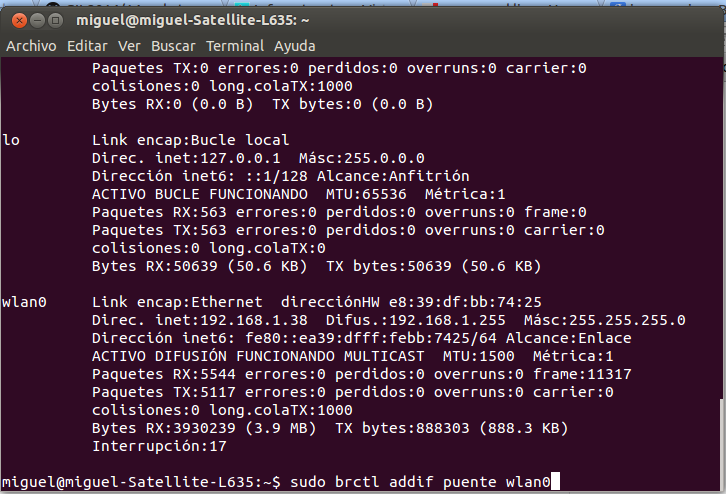 miguel@miguel-Satellite-L635: ~
Archivo Editar Ver Buscar Terminal Ayuda
Paquetes TX:0 errores:0 perdidos:0 overruns:0 carrier:0
colisiones:0 long.colaTX:1000
Bytes RX:0 (0.0 B)  TX bytes:0 (0.0 B)
lo        Link encap:Bucle local
Direc. inet:127.0.0.1  Másc:255.0.0.0
Dirección inet6: ::1/128 Alcance:Anfitrión
ACTIVO BUCLE FUNCIONANDO  MTU:65536  Métrica:1
Paquetes RX:563 errores:0 perdidos:0 overruns:0 frame:0
Paquetes TX:563 errores:0 perdidos:0 overruns:0 carrier:0
colisiones:0 long.colaTX:0
Bytes RX:50639 (50.6 KB)  TX bytes:50639 (50.6 KB)
wlan0     Link encap:Ethernet  direcciónHW e8:39:df:bb:74:25
Direc. inet:192.168.1.38  Difus.:192.168.1.255  Másc:255.255.255.0
Dirección inet6: fe80::ea39:dfff:febb:7425/64 Alcance:Enlace
ACTIVO DIFUSIÓN FUNCIONANDO MULTICAST  MTU:1500  Métrica:1
Paquetes RX:5544 errores:0 perdidos:0 overruns:0 frame:11317
Paquetes TX:5117 errores:0 perdidos:0 overruns:0 carrier:0
colisiones:0 long.colaTX:1000
Bytes RX:3930239 (3.9 MB)  TX bytes:888303 (888.3 KB)
Interrupción:17
miguel@miguel-Satellite-L635:~$ sudo brctl addif puente wlan0